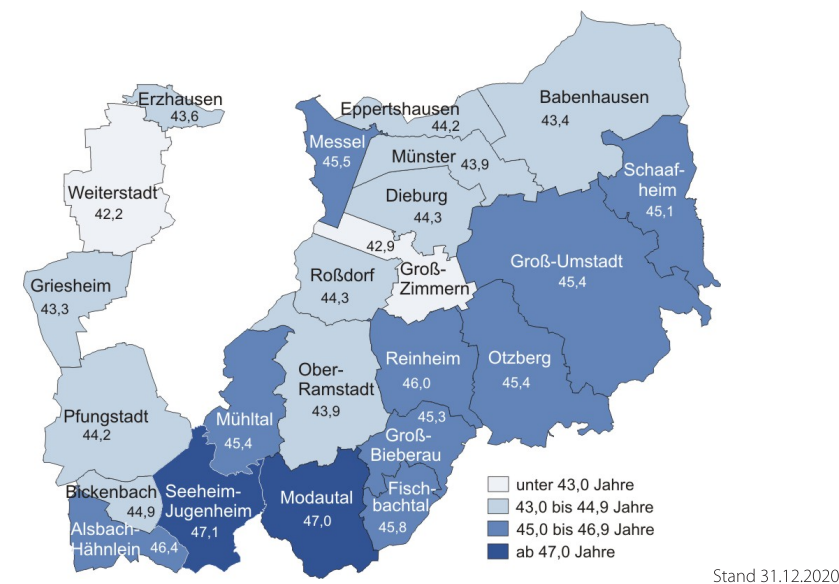 Erzhausen
43,6
Weiterstadt
42,2
Griesheim
43,3
Pfungstadt
44,2
Bickenbach
44,9
Alsbach-
Hähnlein
46,4
Seeheim-
Jugenheim
47,1
Mühltal
45,4
Modautal
47,0
Ober-
Ramstadt
43,9
Roßdorf
44,3
Messel
45,5
Eppertshausen
44,2
Münster
43,9
Dieburg
44,3
42,9
Groß-
Zimmern
Babenhausen
43,4
Schaaf-
heim
45,1
Groß-Umstadt
45,4
Otzberg
45,4
Reinheim
46,0
45,3
Groß-
Bieberau
Fisch-
bachtal
45,8
unter 43,0 Jahre
43,0 bis 44,9 Jahre
45,0 bis 46,9 Jahre
ab 47,0 Jahre
Stand 31.12.2020